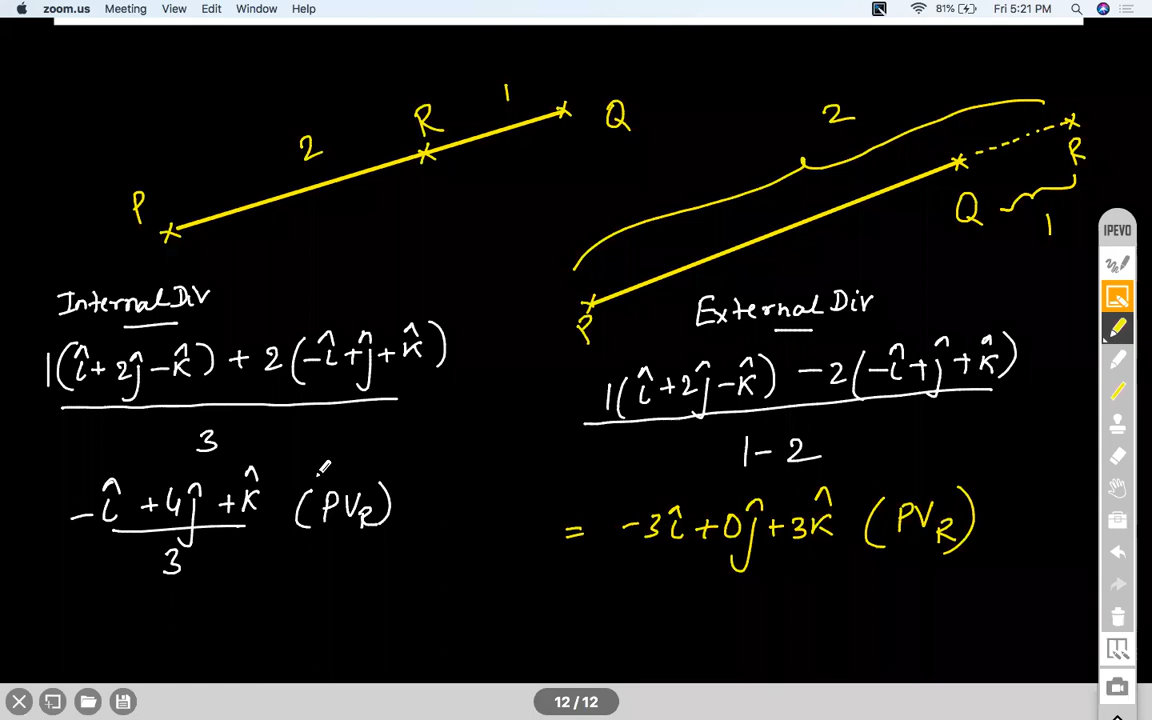 zoom.us Meeting View Edit Window Help 81% Fri 5:21 PM
1
R
Q
2
P
2
R
Q
1
P
IPEVO
Internal Div
1(î + 2ĵ - k̂) + 2(-î + ĵ + k̂)
3
-î + 4ĵ + k̂ (PV_R)
3
External Div
1(î + 2ĵ - k̂) - 2(-î + ĵ + k̂)
1 - 2
= -3î + 0ĵ + 3k̂ (PV_R)
12 / 12